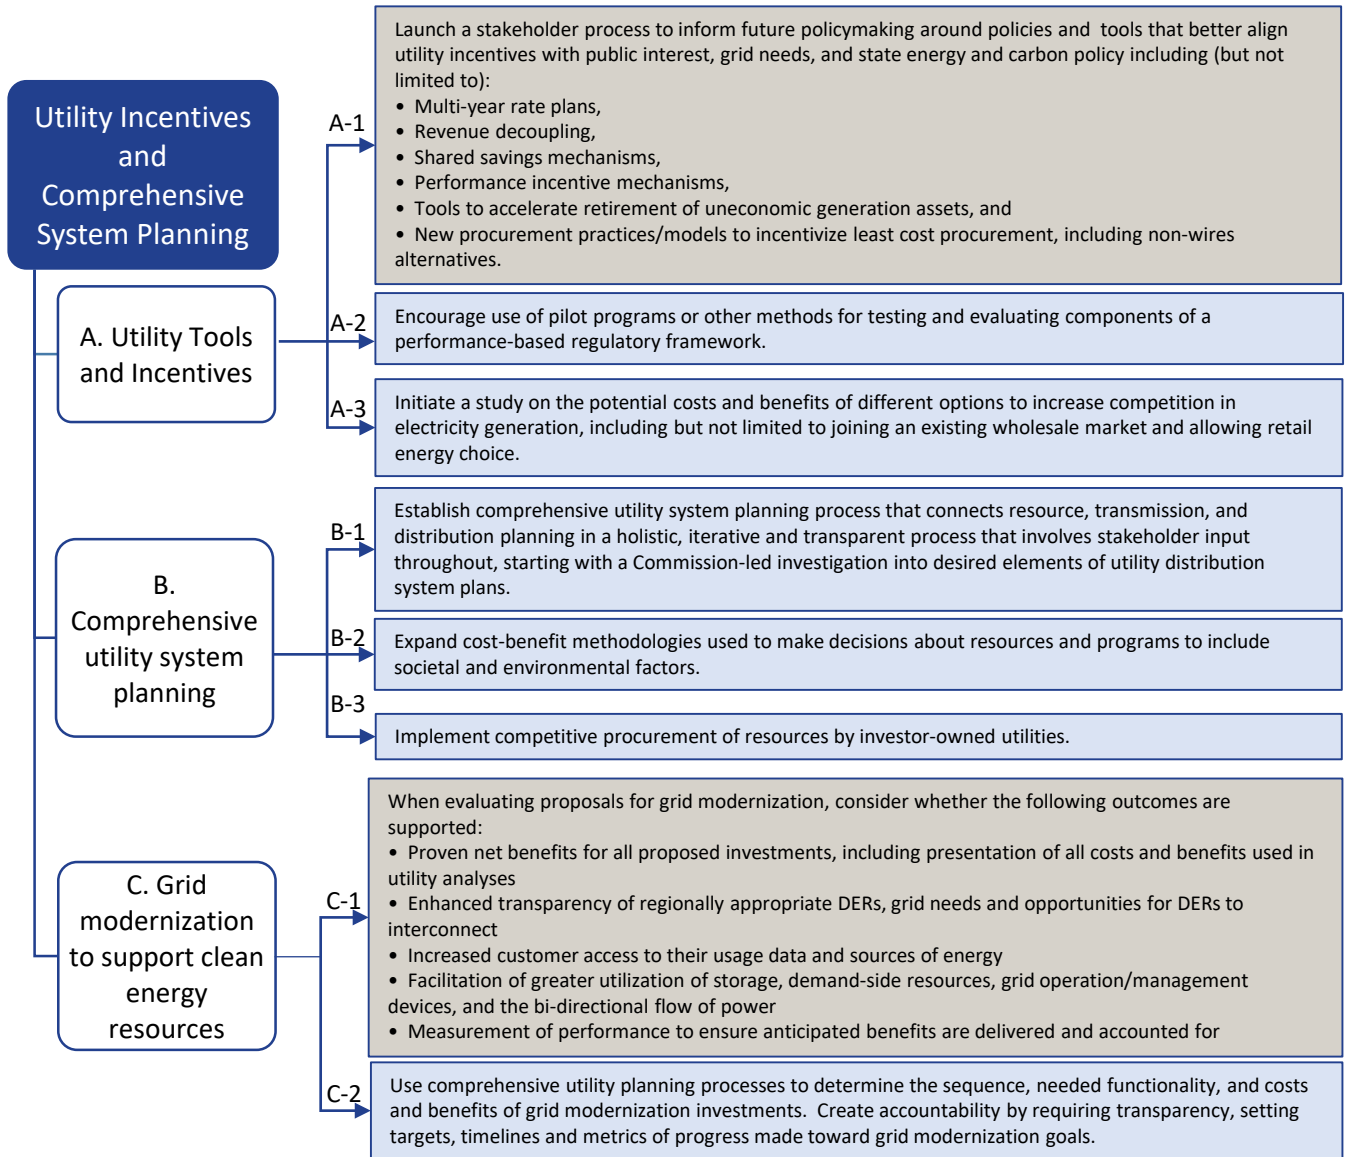 Utility Incentives
and
Comprehensive
System Planning
A. Utility Tools
and Incentives
A-1
Launch a stakeholder process to inform future policymaking around policies and tools that better align
utility incentives with public interest, grid needs, and state energy and carbon policy including (but not
limited to):
• Multi-year rate plans,
• Revenue decoupling,
• Shared savings mechanisms,
• Performance incentive mechanisms,
• Tools to accelerate retirement of uneconomic generation assets, and
• New procurement practices/models to incentivize least cost procurement, including non-wires
alternatives.
A-2
Encourage use of pilot programs or other methods for testing and evaluating components of a
performance-based regulatory framework.
A-3
Initiate a study on the potential costs and benefits of different options to increase competition in
electricity generation, including but not limited to joining an existing wholesale market and allowing retail
energy choice.
B.
Comprehensive
utility system
planning
B-1
Establish comprehensive utility system planning process that connects resource, transmission, and
distribution planning in a holistic, iterative and transparent process that involves stakeholder input
throughout, starting with a Commission-led investigation into desired elements of utility distribution
system plans.
B-2
Expand cost-benefit methodologies used to make decisions about resources and programs to include
societal and environmental factors.
B-3
Implement competitive procurement of resources by investor-owned utilities.
C. Grid
modernization
to support clean
energy
resources
C-1
When evaluating proposals for grid modernization, consider whether the following outcomes are
supported:
• Proven net benefits for all proposed investments, including presentation of all costs and benefits used in
utility analyses
• Enhanced transparency of regionally appropriate DERs, grid needs and opportunities for DERs to
interconnect
• Increased customer access to their usage data and sources of energy
• Facilitation of greater utilization of storage, demand-side resources, grid operation/management
devices, and the bi-directional flow of power
• Measurement of performance to ensure anticipated benefits are delivered and accounted for
C-2
Use comprehensive utility planning processes to determine the sequence, needed functionality, and costs
and benefits of grid modernization investments. Create accountability by requiring transparency, setting
targets, timelines and metrics of progress made toward grid modernization goals.